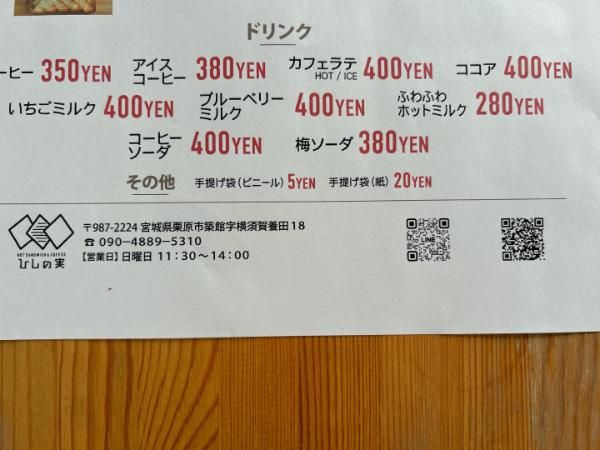 ドリンク
ーヒー 350YEN アイスコーヒー 380YEN カフェラテ HOT / ICE 400YEN ココア 400YEN
いちごミルク 400YEN ブルーベリーミルク 400YEN ふわふわホットミルク 280YEN
コーヒーソーダ 400YEN 梅ソーダ 380YEN
その他 手提げ袋(ビニール) 5YEN 手提げ袋(紙) 20YEN
〒987-2224 宮城県栗原市築館字横須賀養田18
☎ 090-4889-5310
【営業日】日曜日 11:30~14:00
HOT SANDWICH & COFFEE
ひしの実
LINE